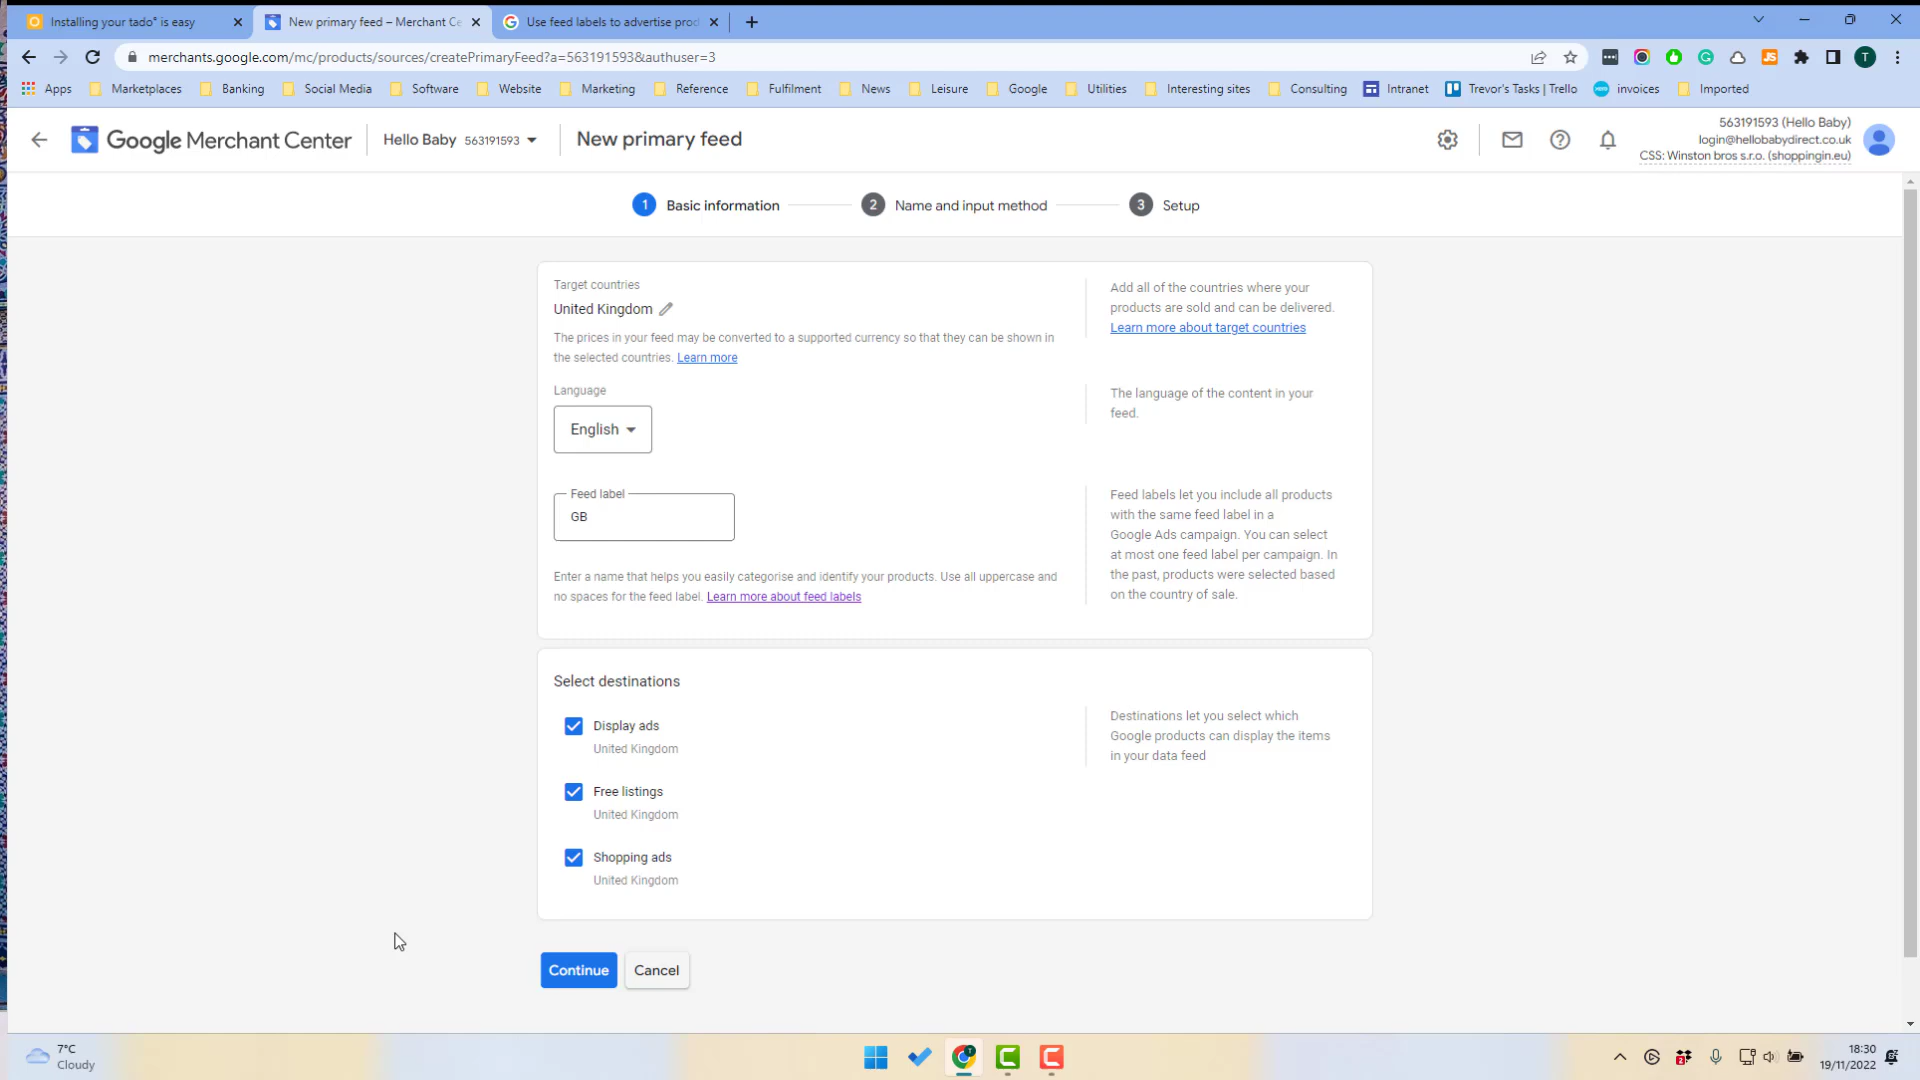 Installing your tado° is easy
New primary feed – Merchant Ce
Use feed labels to advertise prod
merchants.google.com/mc/products/sources/createPrimaryFeed?a=563191593&authuser=3
T
Apps
Marketplaces
Banking
Social Media
Software
Website
Marketing
Reference
Fulfilment
News
Leisure
Google
Utilities
Interesting sites
Consulting
Intranet
Trevor's Tasks | Trello
invoices
Imported
Google Merchant Center
Hello Baby 563191593
New primary feed
563191593 (Hello Baby)
login@hellobabydirect.co.uk
CSS: Winston bros s.r.o. (shoppingin.eu)
1 Basic information
2 Name and input method
3 Setup
Target countries
United Kingdom
The prices in your feed may be converted to a supported currency so that they can be shown in
the selected countries. Learn more
Add all of the countries where your
products are sold and can be delivered.
Learn more about target countries
Language
English
The language of the content in your
feed.
Feed label
GB
Enter a name that helps you easily categorise and identify your products. Use all uppercase and
no spaces for the feed label. Learn more about feed labels
Feed labels let you include all products
with the same feed label in a
Google Ads campaign. You can select
at most one feed label per campaign. In
the past, products were selected based
on the country of sale.
Select destinations
Display ads
United Kingdom
Free listings
United Kingdom
Shopping ads
United Kingdom
Destinations let you select which
Google products can display the items
in your data feed
Continue
Cancel
7°C
Cloudy
18:30
19/11/2022